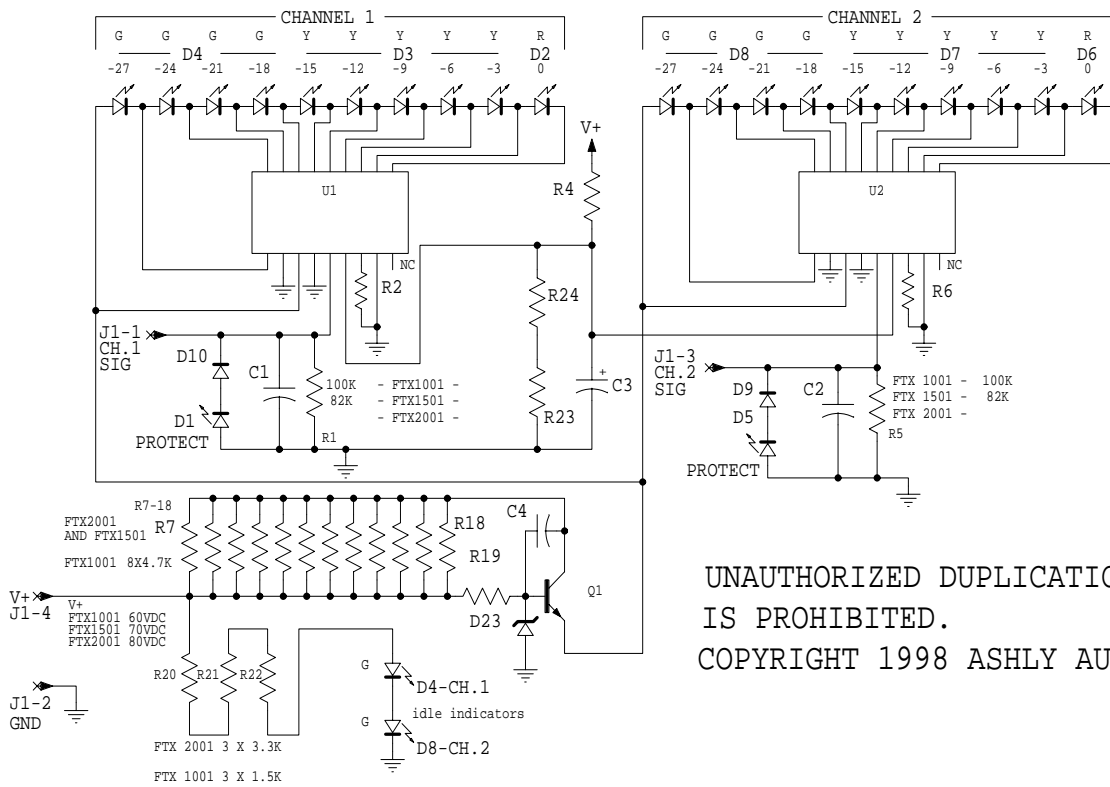 CHANNEL 1
G G G G Y Y Y Y Y R
D4 D3 D2
-27 -24 -21 -18 -15 -12 -9 -6 -3 0
CHANNEL 2
G G G G Y Y Y Y Y R
D8 D7 D6
-27 -24 -21 -18 -15 -12 -9 -6 -3 0
V+
R4
U1
NC
R2
R24
U2
NC
R6
J1-1
CH.1
SIG
D10
C1
100K - FTX1001 -
82K - FTX1501 -
- FTX2001 -
D1
PROTECT
R1
R23
+
C3
J1-3
CH.2
SIG
D9
D5
C2
PROTECT
FTX 1001 - 100K
FTX 1501 - 82K
FTX 2001 -
R5
R7-18
FTX2001
AND FTX1501
R7
FTX1001 8X4.7K
R18
R19
C4
Q1
D23
V+
J1-4
V+
FTX1001 60VDC
FTX1501 70VDC
FTX2001 80VDC
R20 R21 R22
G
D4-CH.1
idle indicators
G
D8-CH.2
J1-2
GND
FTX 2001 3 X 3.3K
FTX 1001 3 X 1.5K
UNAUTHORIZED DUPLICATIO
IS PROHIBITED.
COPYRIGHT 1998 ASHLY AU